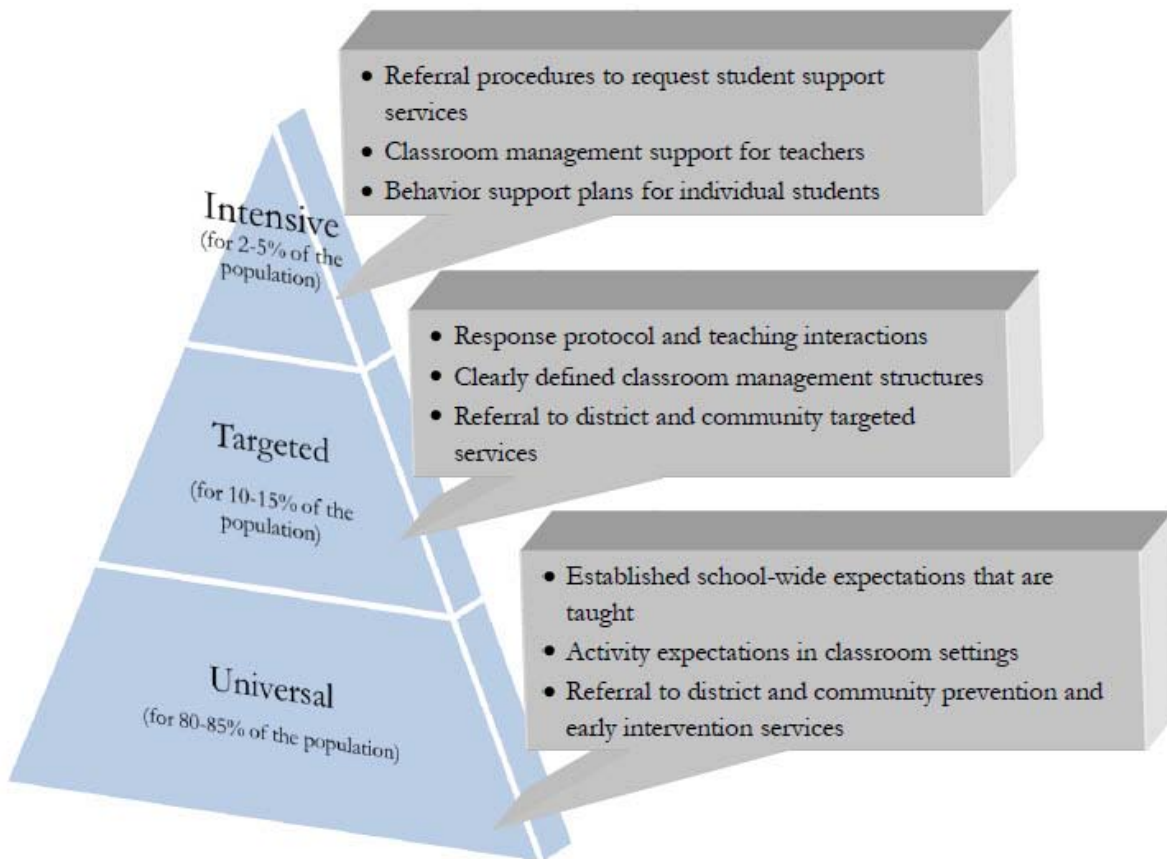 • Referral procedures to request student support
services
• Classroom management support for teachers
• Behavior support plans for individual students
Intensive
(for 2-5% of the
population)
• Response protocol and teaching interactions
• Clearly defined classroom management structures
• Referral to district and community targeted
services
Targeted
(for 10-15% of the
population)
• Established school-wide expectations that are
taught
• Activity expectations in classroom settings
• Referral to district and community prevention and
early intervention services
Universal
(for 80-85% of the population)